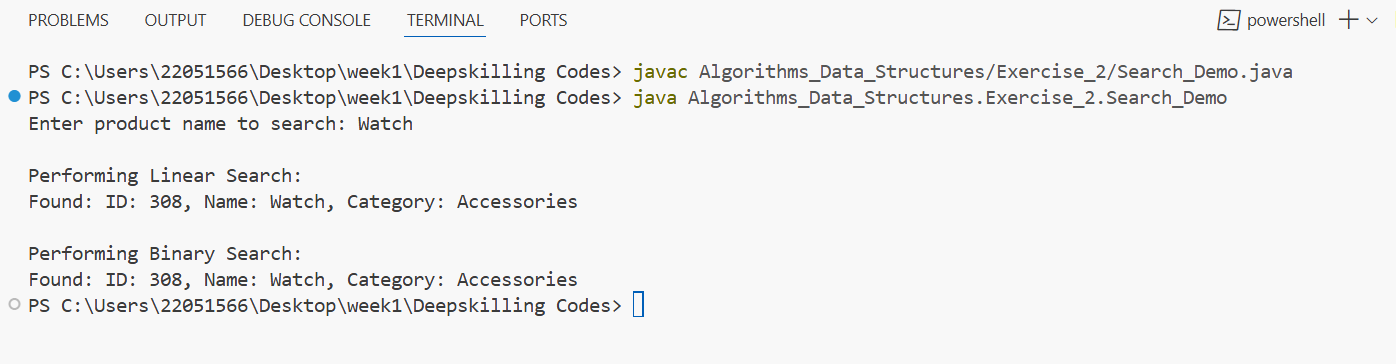 PROBLEMS OUTPUT DEBUG CONSOLE TERMINAL PORTS powershell
PS C:\Users\22051566\Desktop\week1\Deepskilling Codes> javac Algorithms_Data_Structures/Exercise_2/Search_Demo.java
PS C:\Users\22051566\Desktop\week1\Deepskilling Codes> java Algorithms_Data_Structures.Exercise_2.Search_Demo
Enter product name to search: Watch
Performing Linear Search:
Found: ID: 308, Name: Watch, Category: Accessories
Performing Binary Search:
Found: ID: 308, Name: Watch, Category: Accessories
PS C:\Users\22051566\Desktop\week1\Deepskilling Codes>